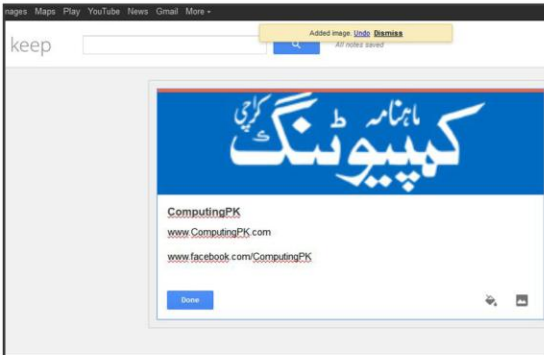 nages Maps Play YouTube News Gmail More
keep
Added image. Undo Dismiss
All notes saved
ماہنامہ کراچی
کمپیوٹنگ
ComputingPK
www.ComputingPK.com
www.facebook.com/ComputingPK
Done